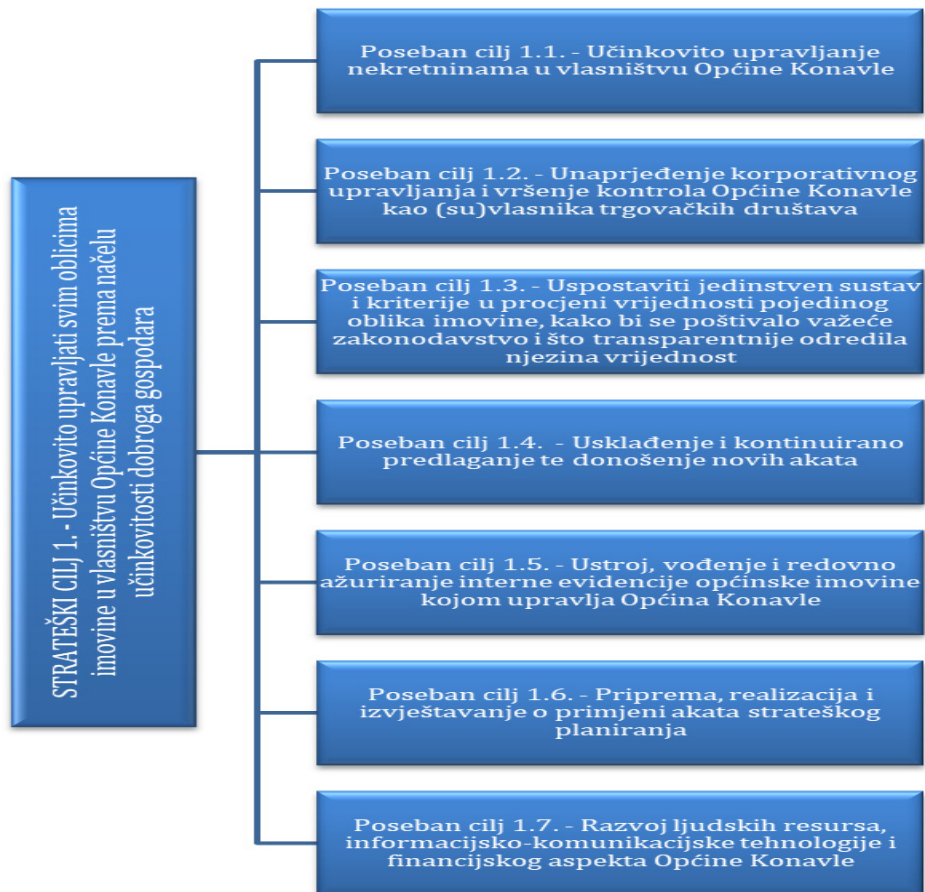 STRATEŠKI CILJ 1. - Učinkovito upravljati svim oblicima
imovine u vlasništvu Općine Konavle prema načelu
učinkovitosti dobroga gospodara
Poseban cilj 1.1. - Učinkovito upravljanje
nekretninama u vlasništvu Općine Konavle
Poseban cilj 1.2. - Unaprjeđenje korporativnog
upravljanja i vršenje kontrola Općine Konavle
kao (su)vlasnika trgovačkih društava
Poseban cilj 1.3. - Uspostaviti jedinstven sustav
i kriterije u procjeni vrijednosti pojedinog
oblika imovine, kako bi se poštivalo važeće
zakonodavstvo i što transparentnije odredila
njezina vrijednost
Poseban cilj 1.4. - Usklađenje i kontinuirano
predlaganje te donošenje novih akata
Poseban cilj 1.5. - Ustroj, vođenje i redovno
ažuriranje interne evidencije općinske imovine
kojom upravlja Općina Konavle
Poseban cilj 1.6. - Priprema, realizacija i
izvještavanje o primjeni akata strateškog
planiranja
Poseban cilj 1.7. - Razvoj ljudskih resursa,
informacijsko-komunikacijske tehnologije i
financijskog aspekta Općine Konavle